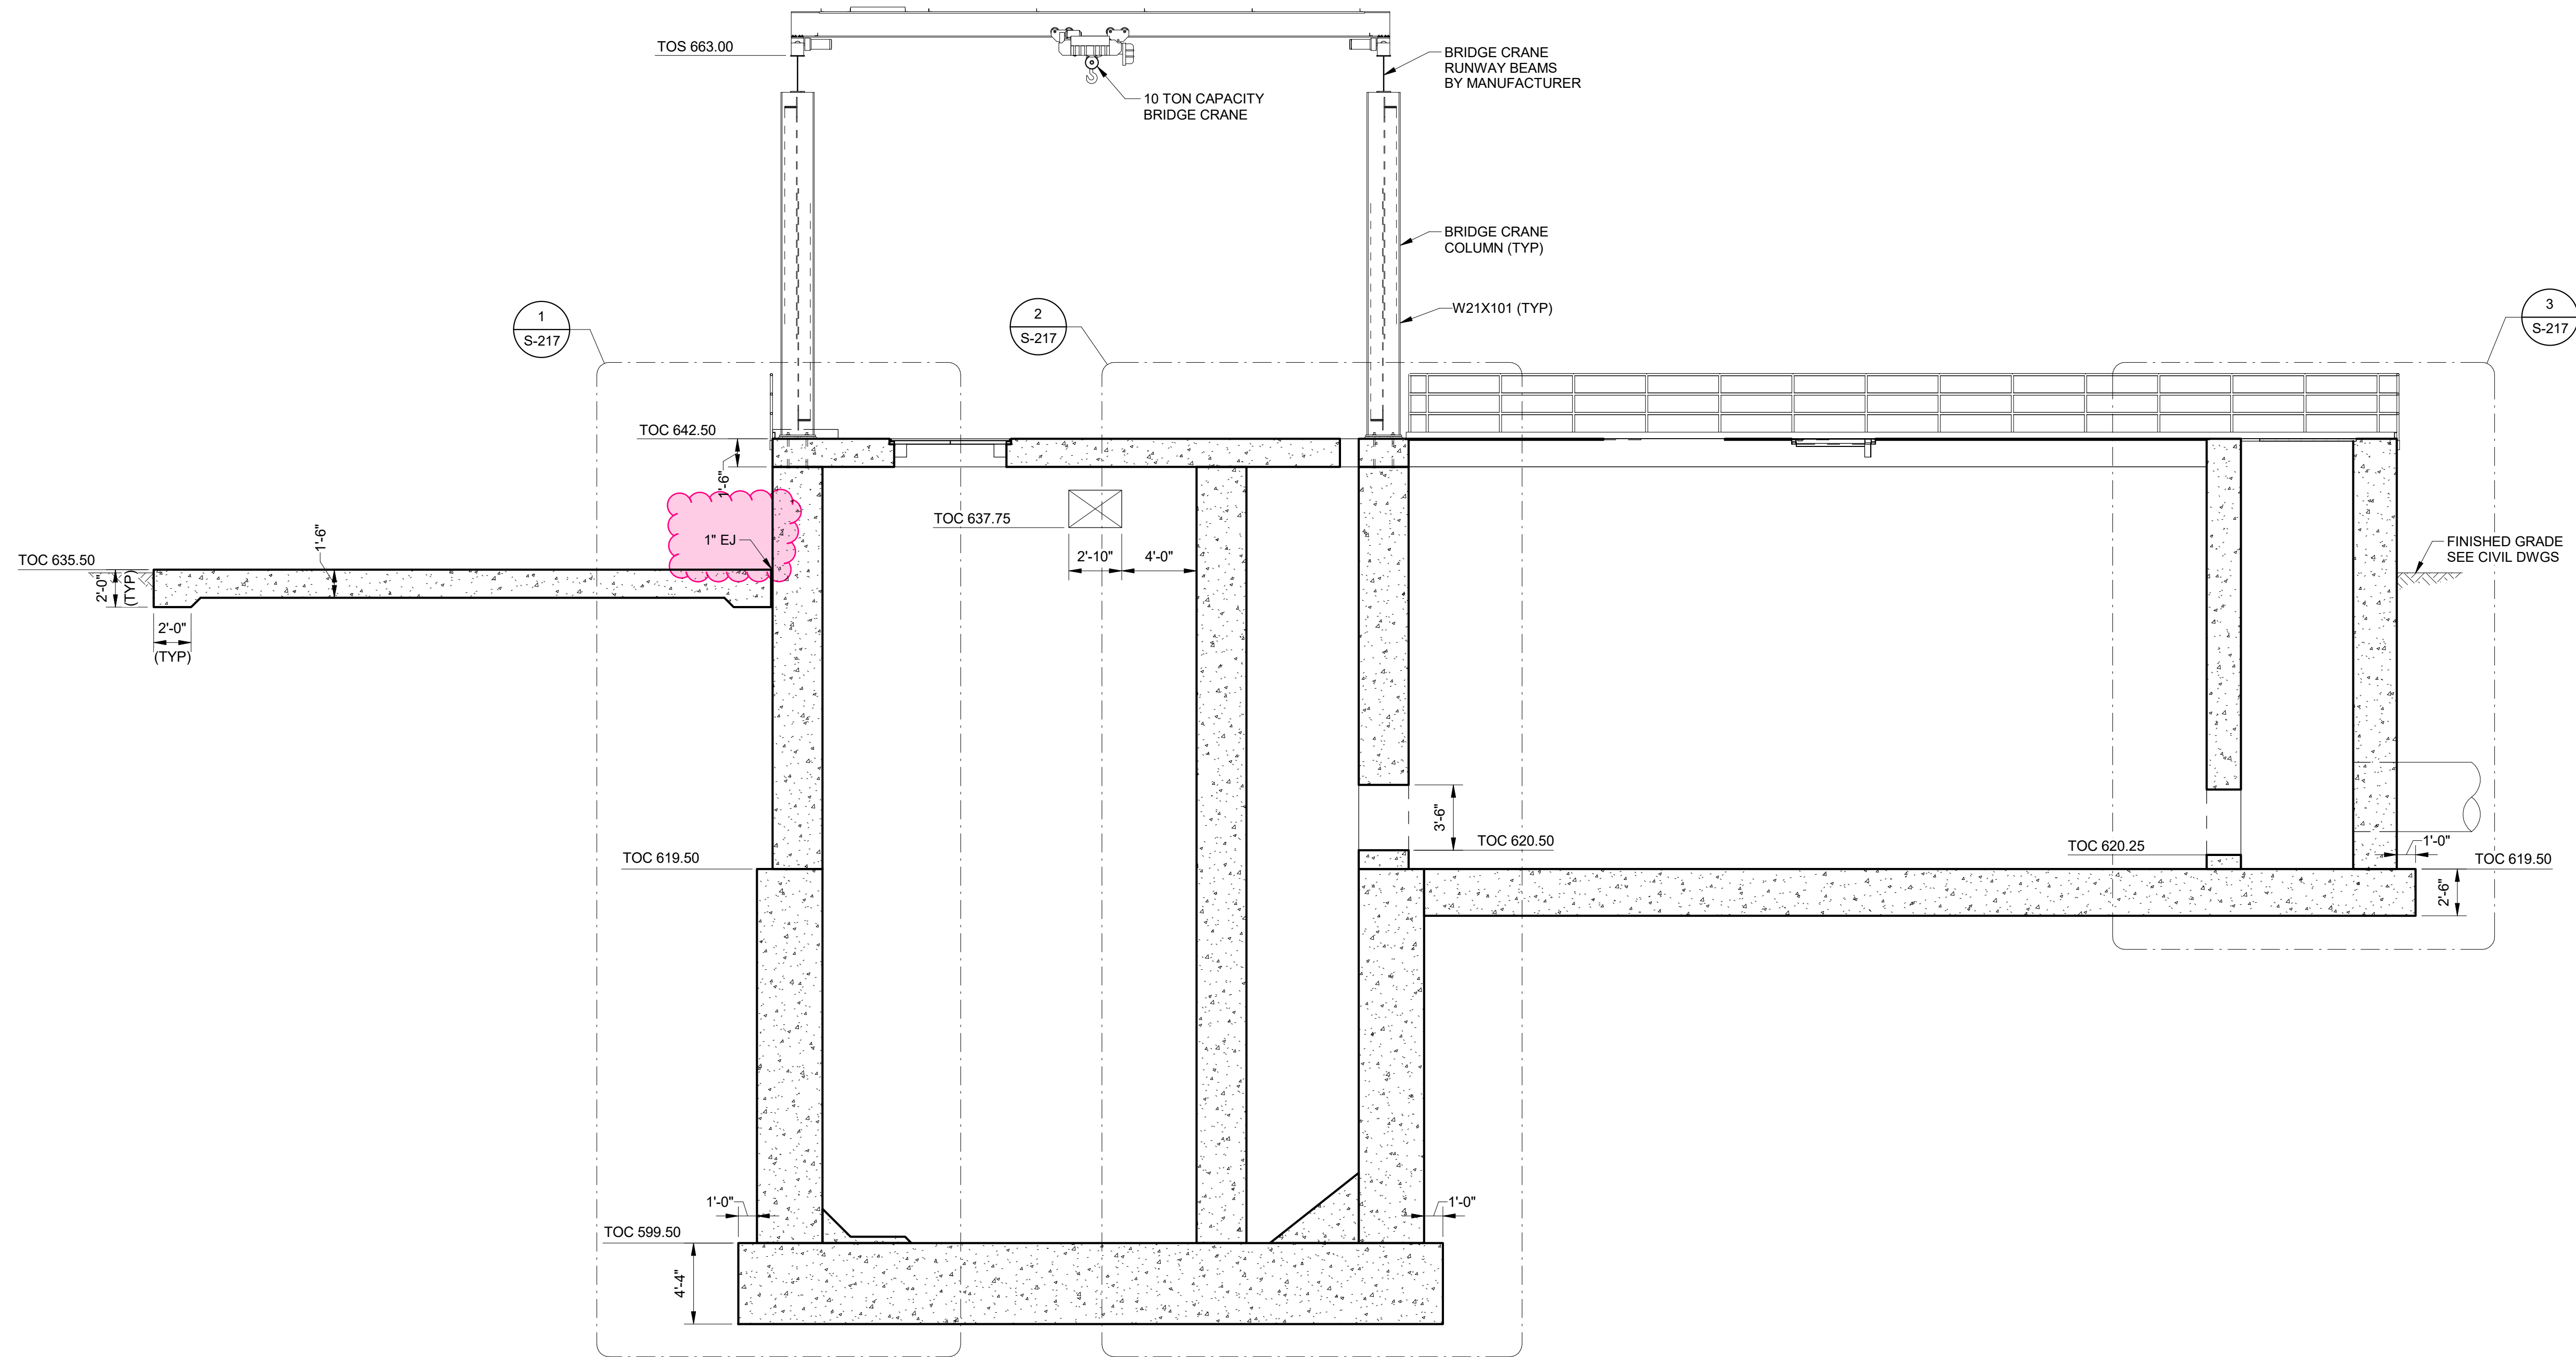 TOS 663.00
BRIDGE CRANE
RUNWAY BEAMS
BY MANUFACTURER
10 TON CAPACITY
BRIDGE CRANE
BRIDGE CRANE
COLUMN (TYP)
W21X101 (TYP)
1
S-217
2
S-217
3
S-217
TOC 642.50
1'-6"
TOC 637.75
2'-10"
4'-0"
1" EJ
1'-6"
TOC 635.50
2'-0"
(TYP)
2'-0"
(TYP)
FINISHED GRADE
SEE CIVIL DWGS
3'-6"
TOC 620.50
TOC 620.25
1'-0"
TOC 619.50
TOC 619.50
2'-6"
1'-0"
1'-0"
TOC 599.50
4'-4"